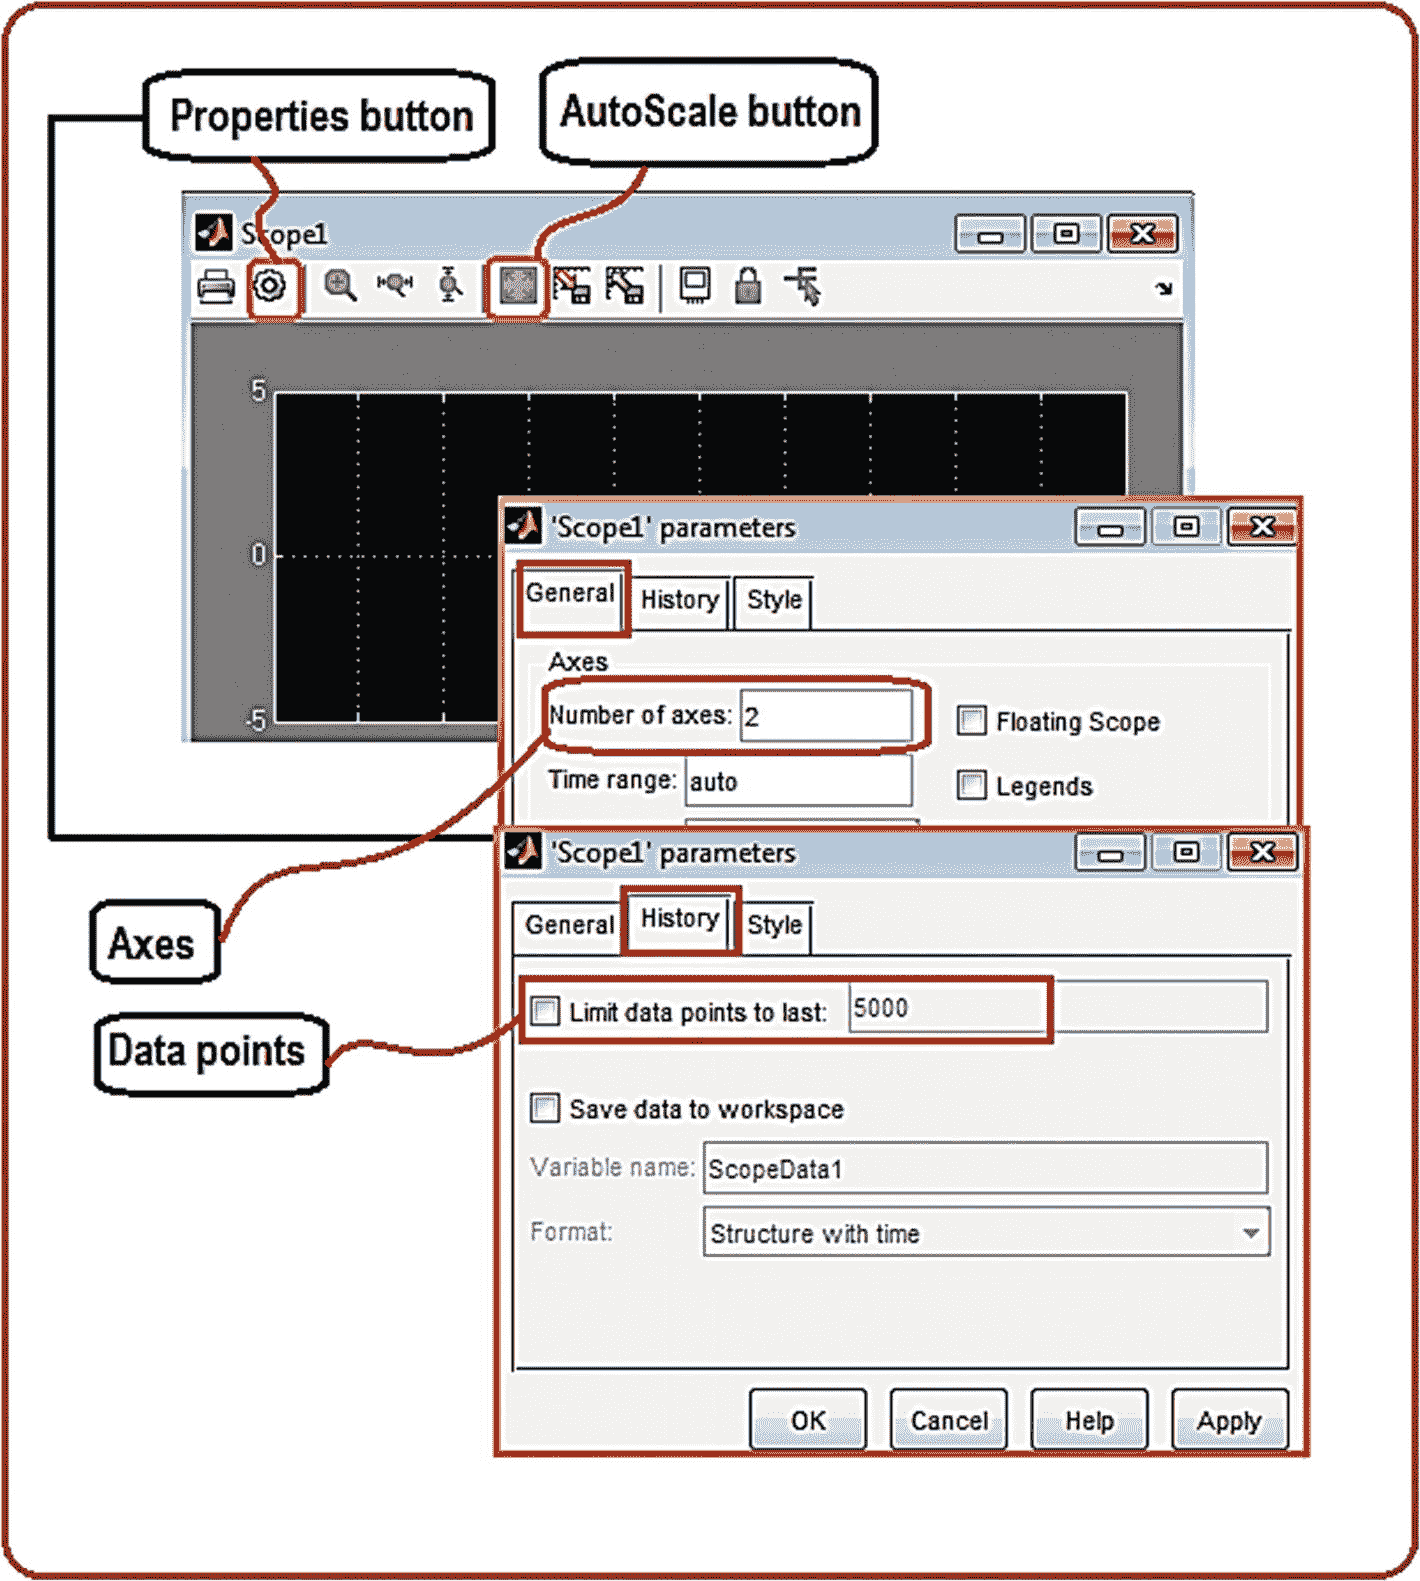 Properties button
AutoScale button
Scope1
5
0
-5
'Scope1' parameters
General History Style
Axes
Number of axes: 2
Floating Scope
Time range: auto
Legends
'Scope1' parameters
General History Style
Axes
Limit data points to last: 5000
Data points
Save data to workspace
Variable name: ScopeData1
Format: Structure with time
OK Cancel Help Apply